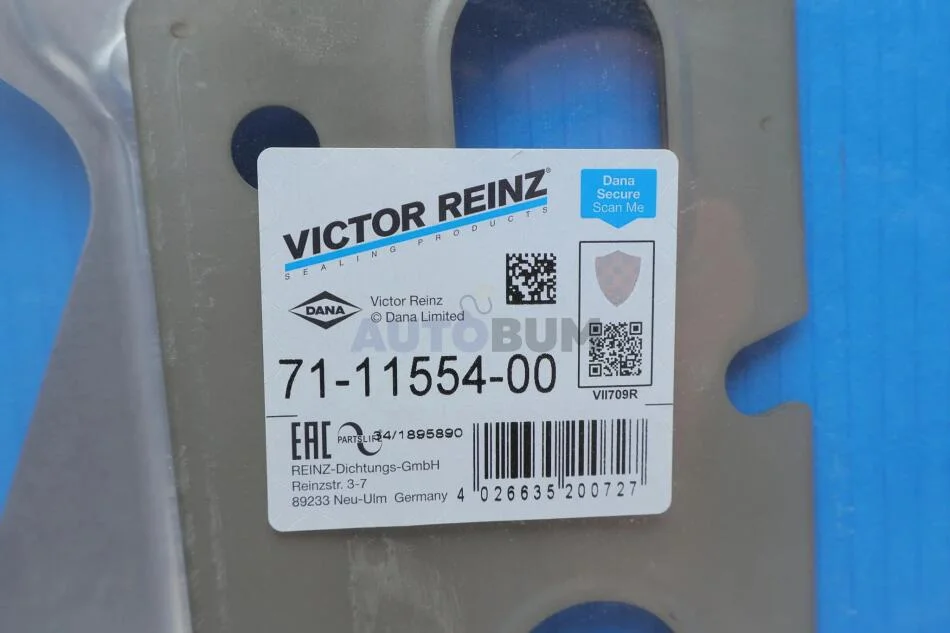 VICTOR REINZ®
SEALING PRODUCTS
Dana
Secure
Scan Me
DANA
Victor Reinz
© Dana Limited
AUTOBUM
71-11554-00
VII709R
EAC PARTSLIFE 34/1895890
REINZ-Dichtungs-GmbH
Reinzstr. 3-7
89233 Neu-Ulm Germany
4 026635 200727